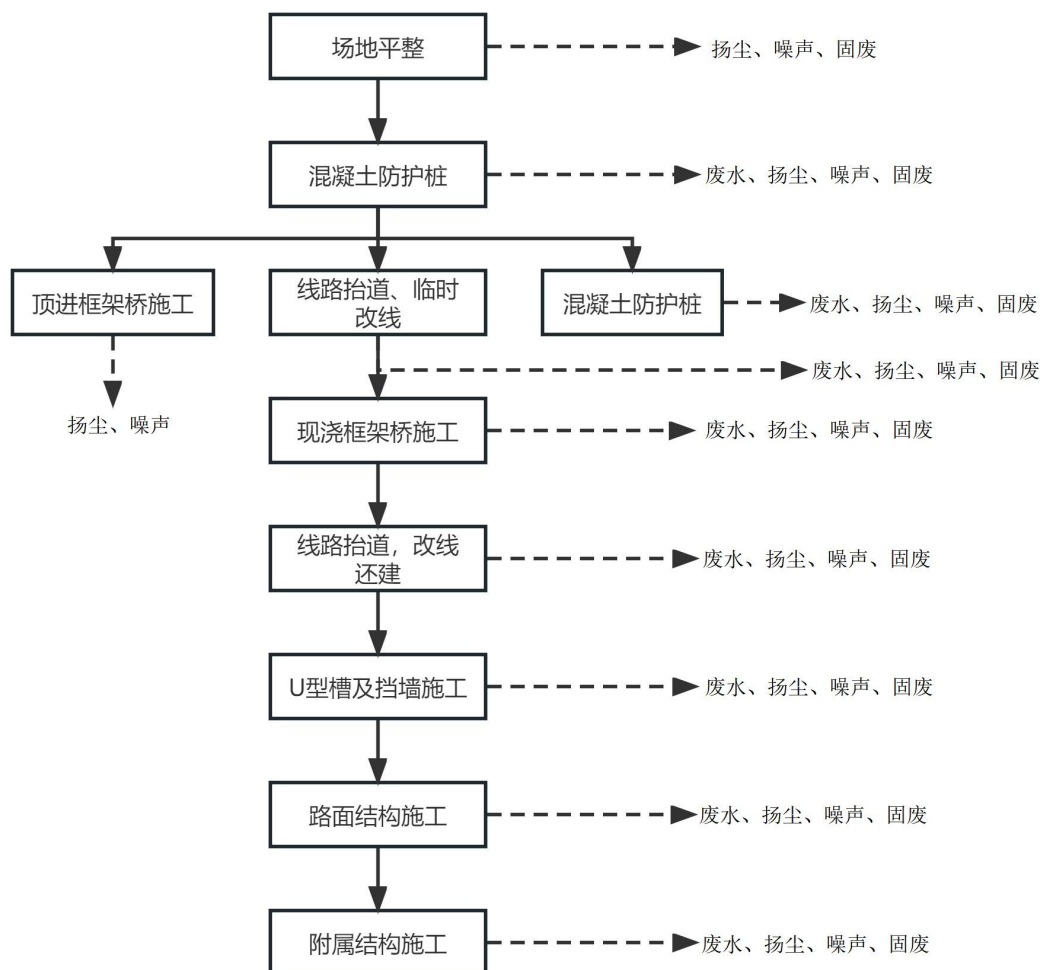 场地平整
扬尘、噪声、固废
混凝土防护桩
废水、扬尘、噪声、固废
顶进框架桥施工
线路抬道、临时
改线
混凝土防护桩
废水、扬尘、噪声、固废
废水、扬尘、噪声、固废
扬尘、噪声
现浇框架桥施工
废水、扬尘、噪声、固废
线路抬道，改线
还建
废水、扬尘、噪声、固废
U型槽及挡墙施工
废水、扬尘、噪声、固废
路面结构施工
废水、扬尘、噪声、固废
附属结构施工
废水、扬尘、噪声、固废